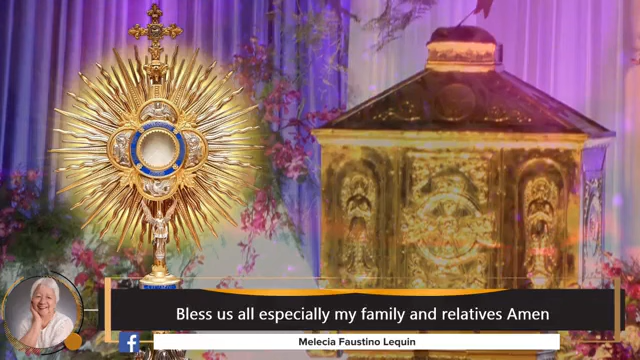 Bless us all especially my family and relatives Amen
Melecia Faustino Lequin